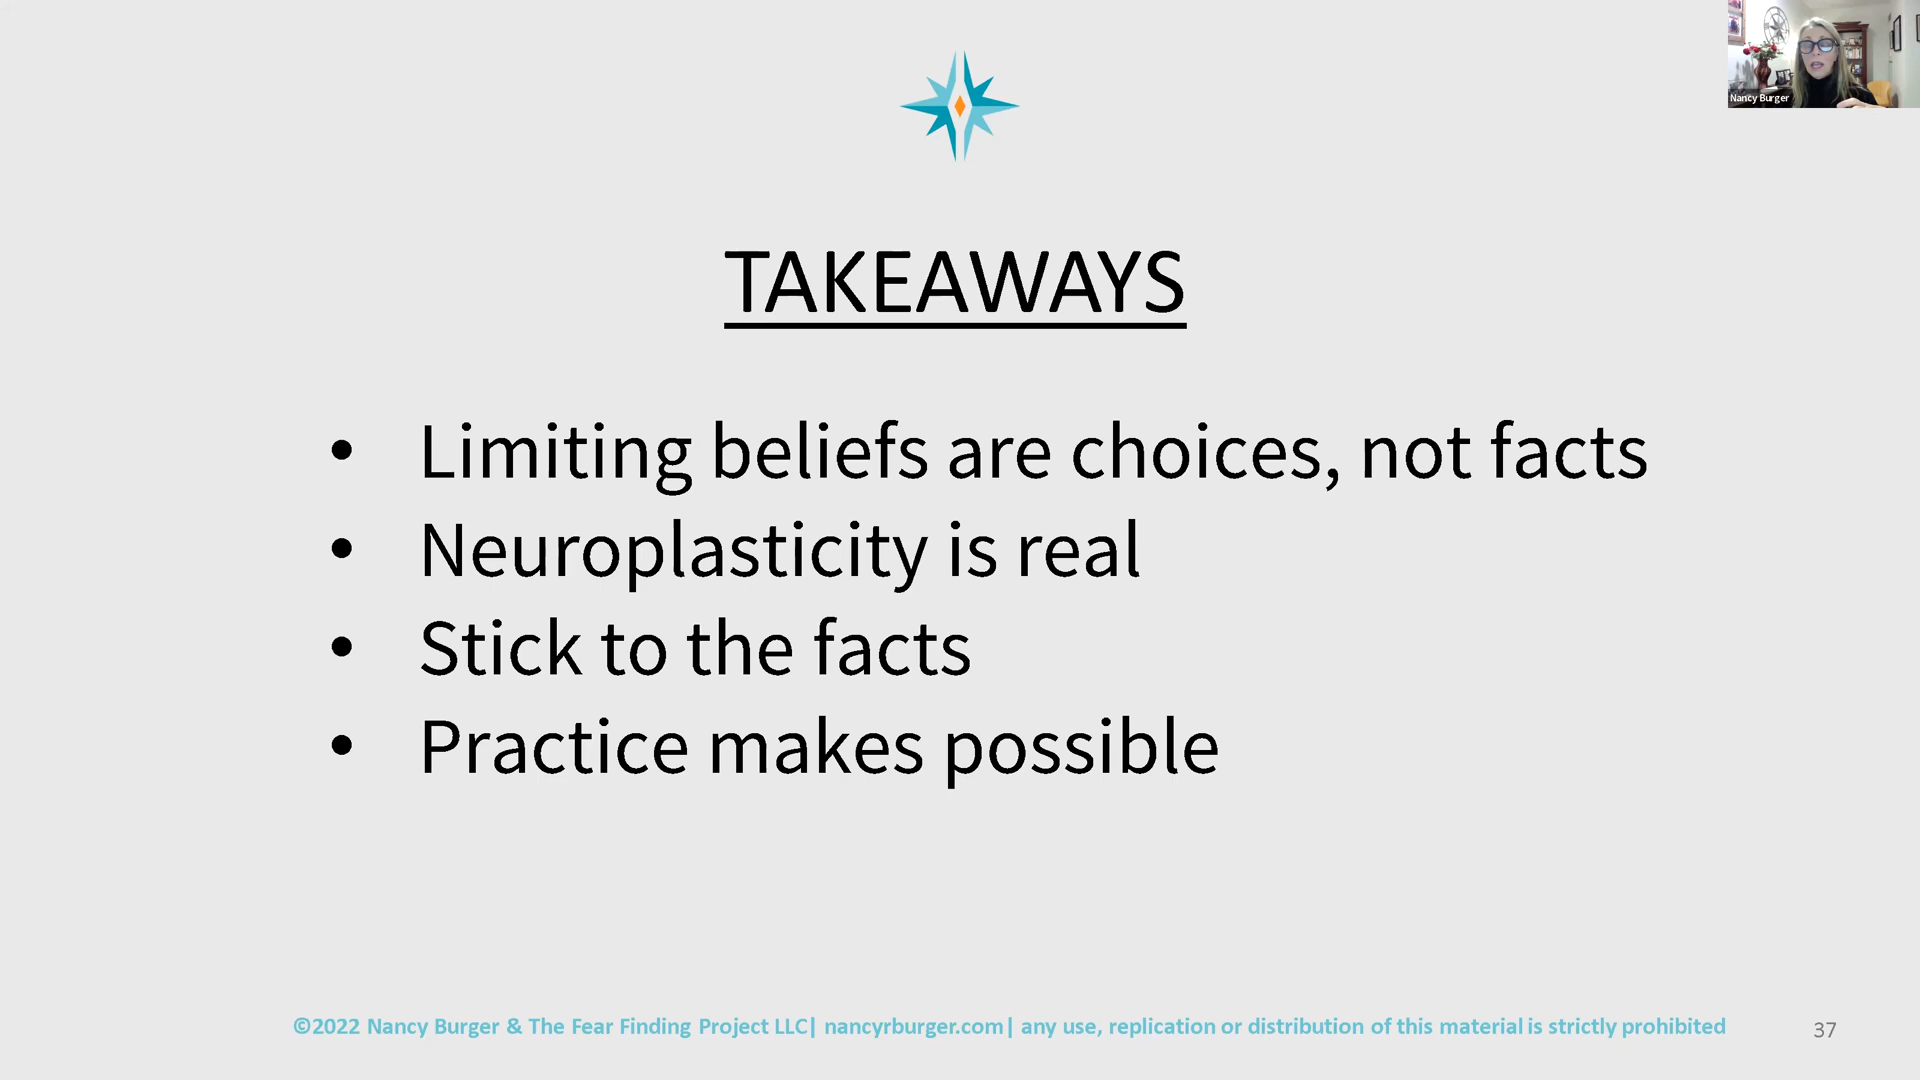 Nancy Burger
TAKEAWAYS
• Limiting beliefs are choices, not facts
• Neuroplasticity is real
• Stick to the facts
• Practice makes possible
©2022 Nancy Burger & The Fear Finding Project LLC| nancyrburger.com| any use, replication or distribution of this material is strictly prohibited
37